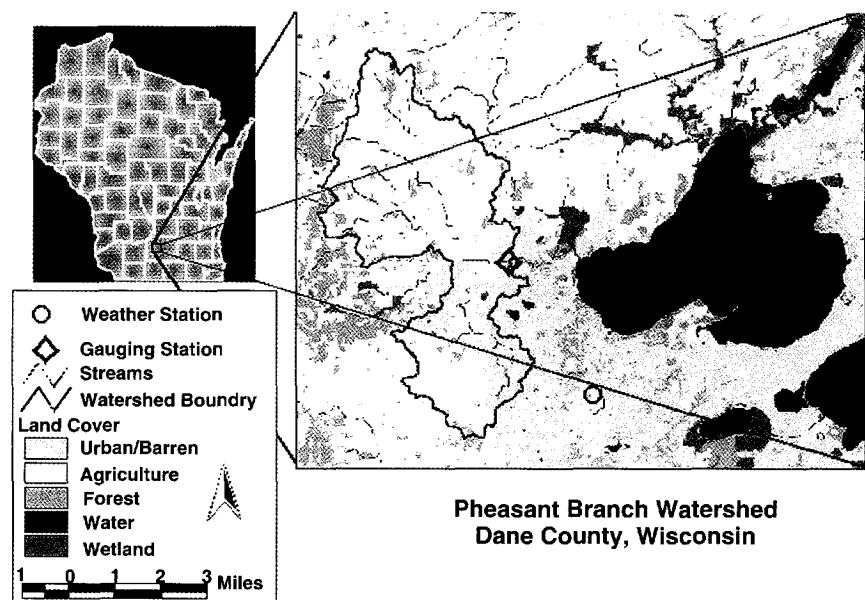 Weather Station
Gauging Station
Streams
Watershed Boundry
Land Cover
Urban/Barren
Agriculture
Forest
Water
Wetland
1 0 1 2 3 Miles
Pheasant Branch Watershed
Dane County, Wisconsin